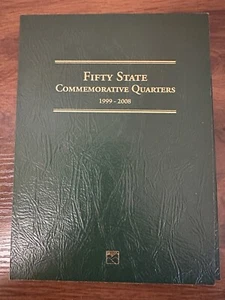 FIFTY STATE
COMMEMORATIVE QUARTERS
1999 - 2008